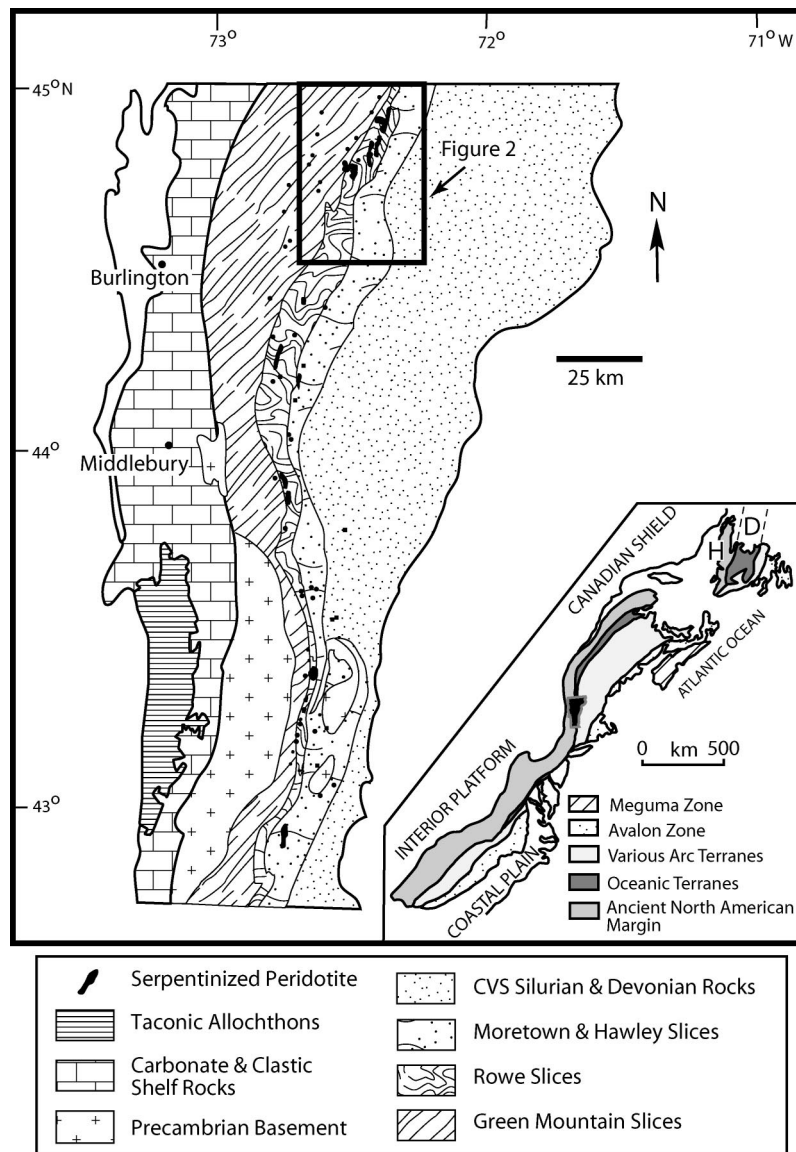 73°
72°
71° W
45° N
Figure 2
N
Burlington
25 km
44°
Middlebury
CANADIAN SHIELD
H
D
ATLANTIC OCEAN
INTERIOR PLATFORM
0 km 500
43°
COASTAL PLAIN
Meguma Zone
Avalon Zone
Various Arc Terranes
Oceanic Terranes
Ancient North American
Margin
Serpentinized Peridotite
Taconic Allochthons
Carbonate & Clastic
Shelf Rocks
Precambrian Basement
CVS Silurian & Devonian Rocks
Moretown & Hawley Slices
Rowe Slices
Green Mountain Slices